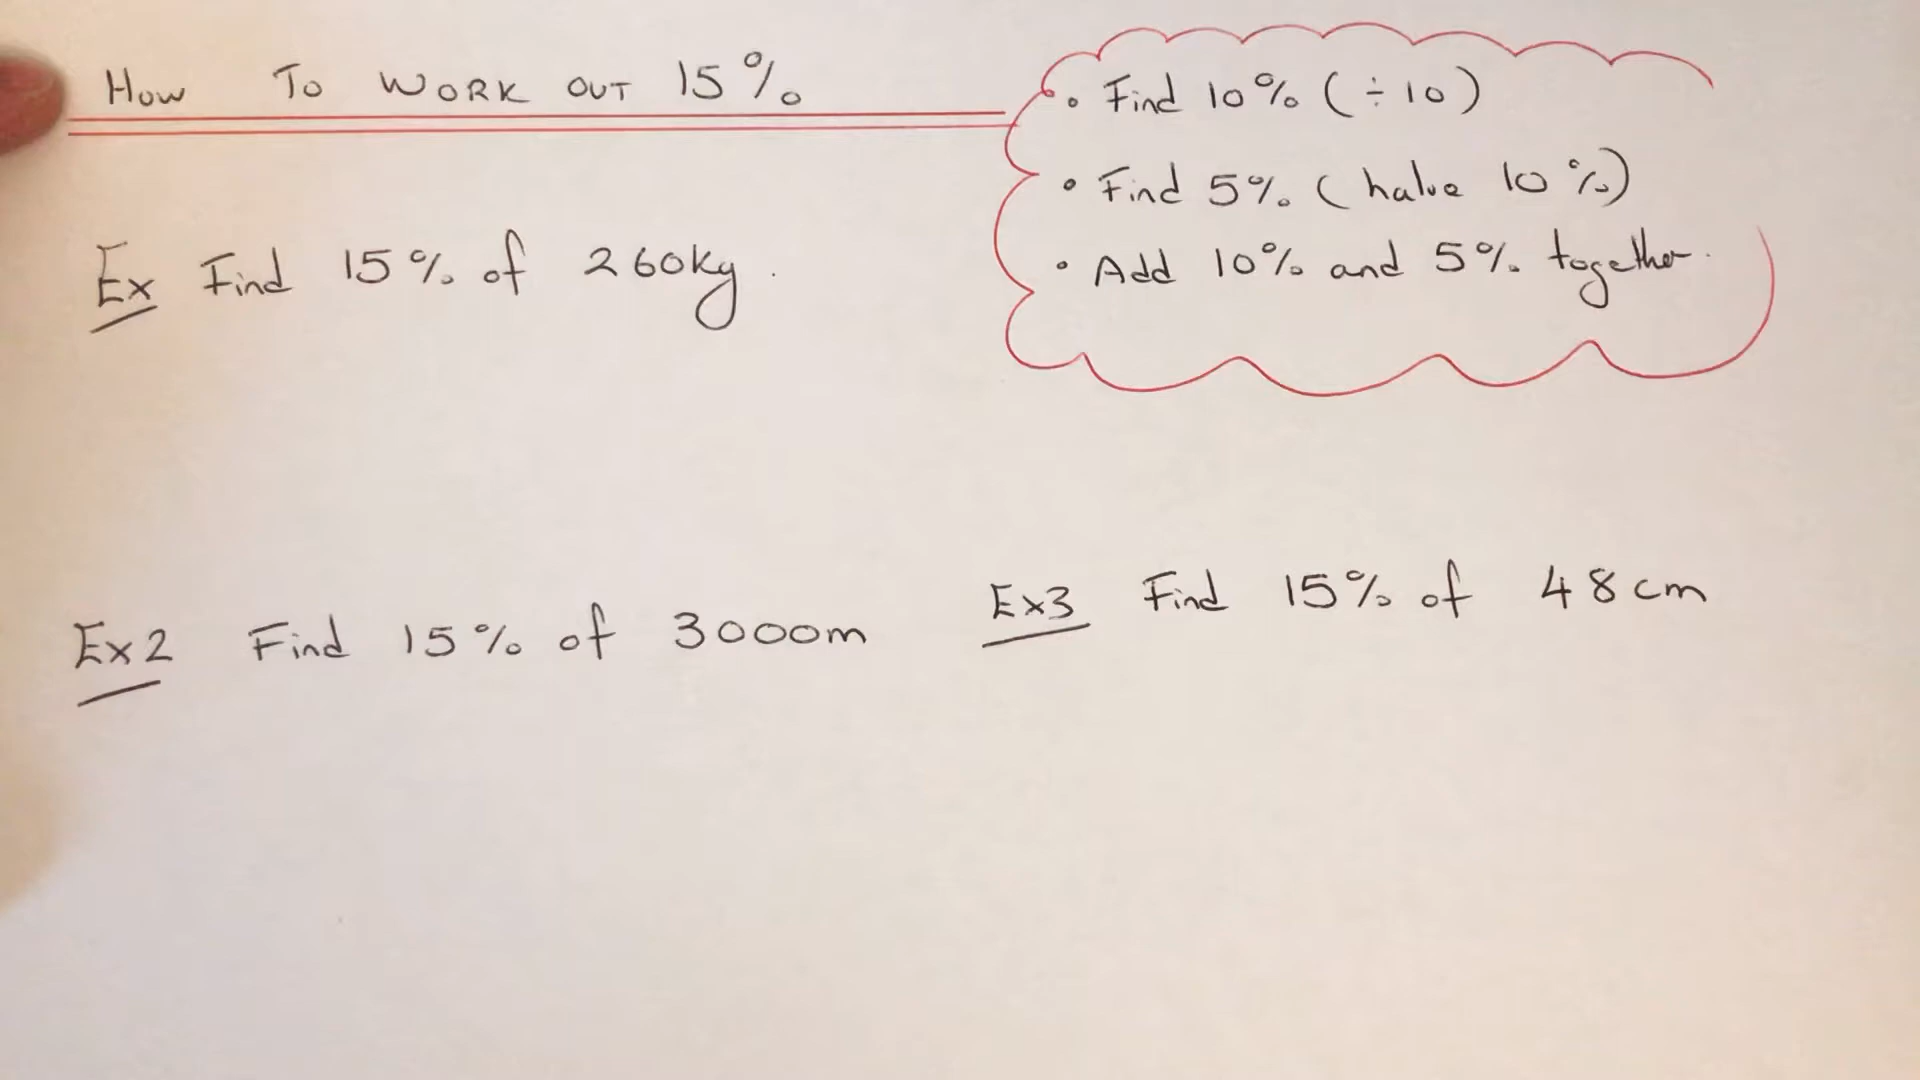 How To WORK OUT 15%
• Find 10% (÷10)
• Find 5% (halve 10%)
• Add 10% and 5% together.
Ex Find 15% of 260kg.
Ex2 Find 15% of 3000m
Ex3 Find 15% of 48cm